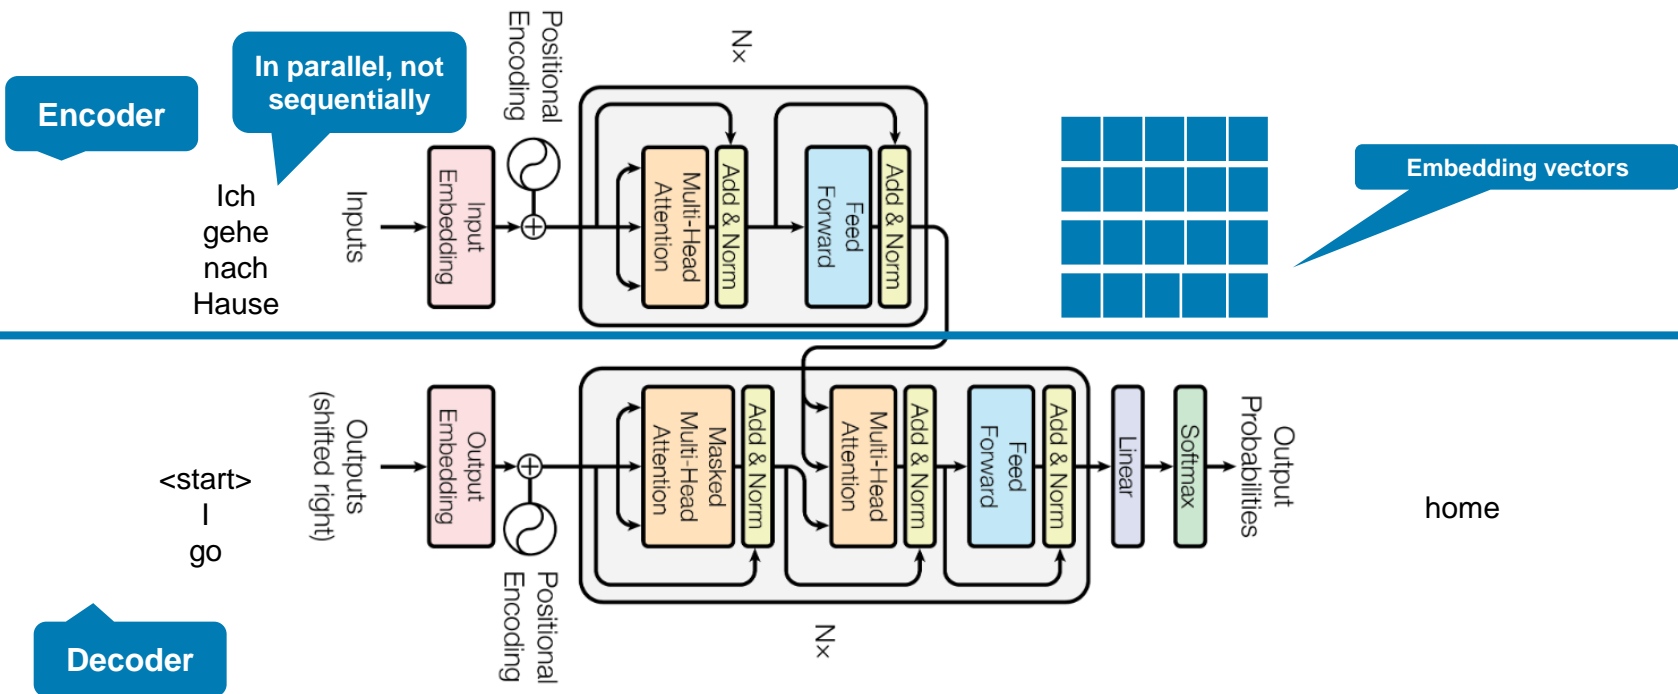 Encoder
In parallel, not
sequentially
Ich
gehe
nach
Hause
Inputs
Input
Embedding
Positional
Encoding
N×
Multi-Head
Attention
Add & Norm
Feed
Forward
Add & Norm
Embedding vectors
<start>
I
go
Outputs
(shifted right)
Output
Embedding
Positional
Encoding
Masked
Multi-Head
Attention
Add & Norm
Multi-Head
Attention
Add & Norm
Feed
Forward
Add & Norm
N×
Linear
Softmax
Output
Probabilities
home
Decoder